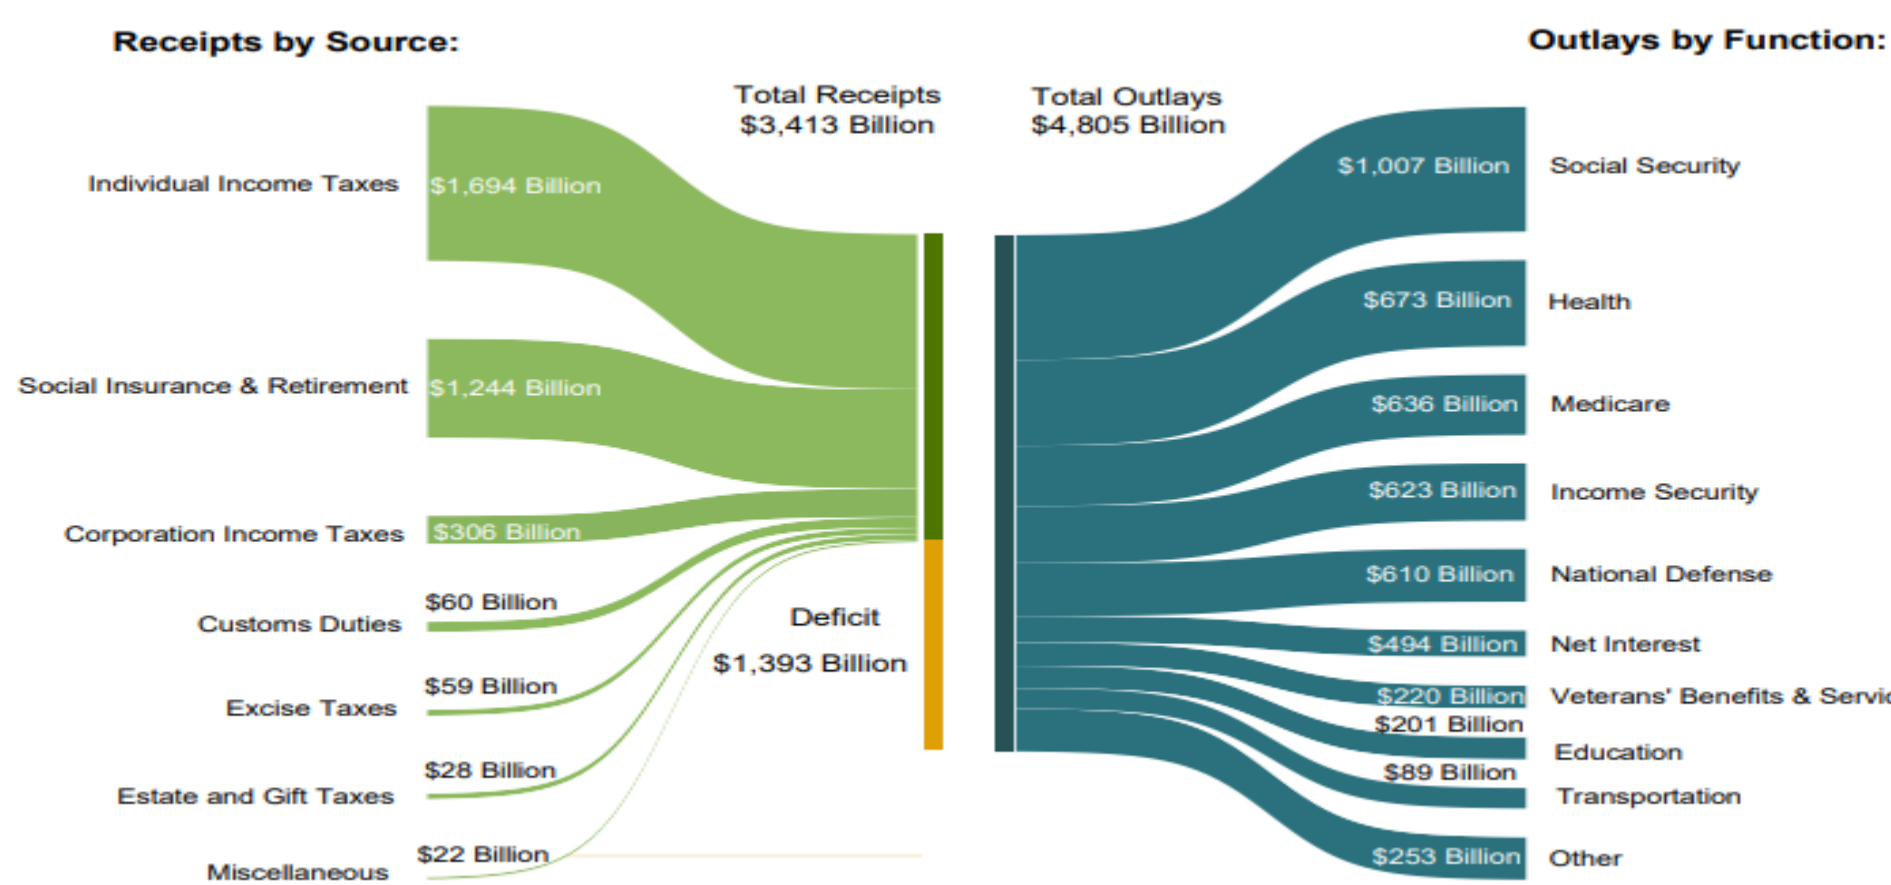 Receipts by Source:
Outlays by Function:
Total Receipts
$3,413 Billion
Total Outlays
$4,805 Billion
Individual Income Taxes
$1,694 Billion
Social Insurance & Retirement
$1,244 Billion
Corporation Income Taxes
$306 Billion
$60 Billion
Customs Duties
$59 Billion
Excise Taxes
$28 Billion
Estate and Gift Taxes
$22 Billion
Miscellaneous
Deficit
$1,393 Billion
$1,007 Billion
Social Security
$673 Billion
Health
$636 Billion
Medicare
$623 Billion
Income Security
$610 Billion
National Defense
$494 Billion
Net Interest
$220 Billion
Veterans' Benefits & Servic
$201 Billion
Education
$89 Billion
Transportation
$253 Billion
Other